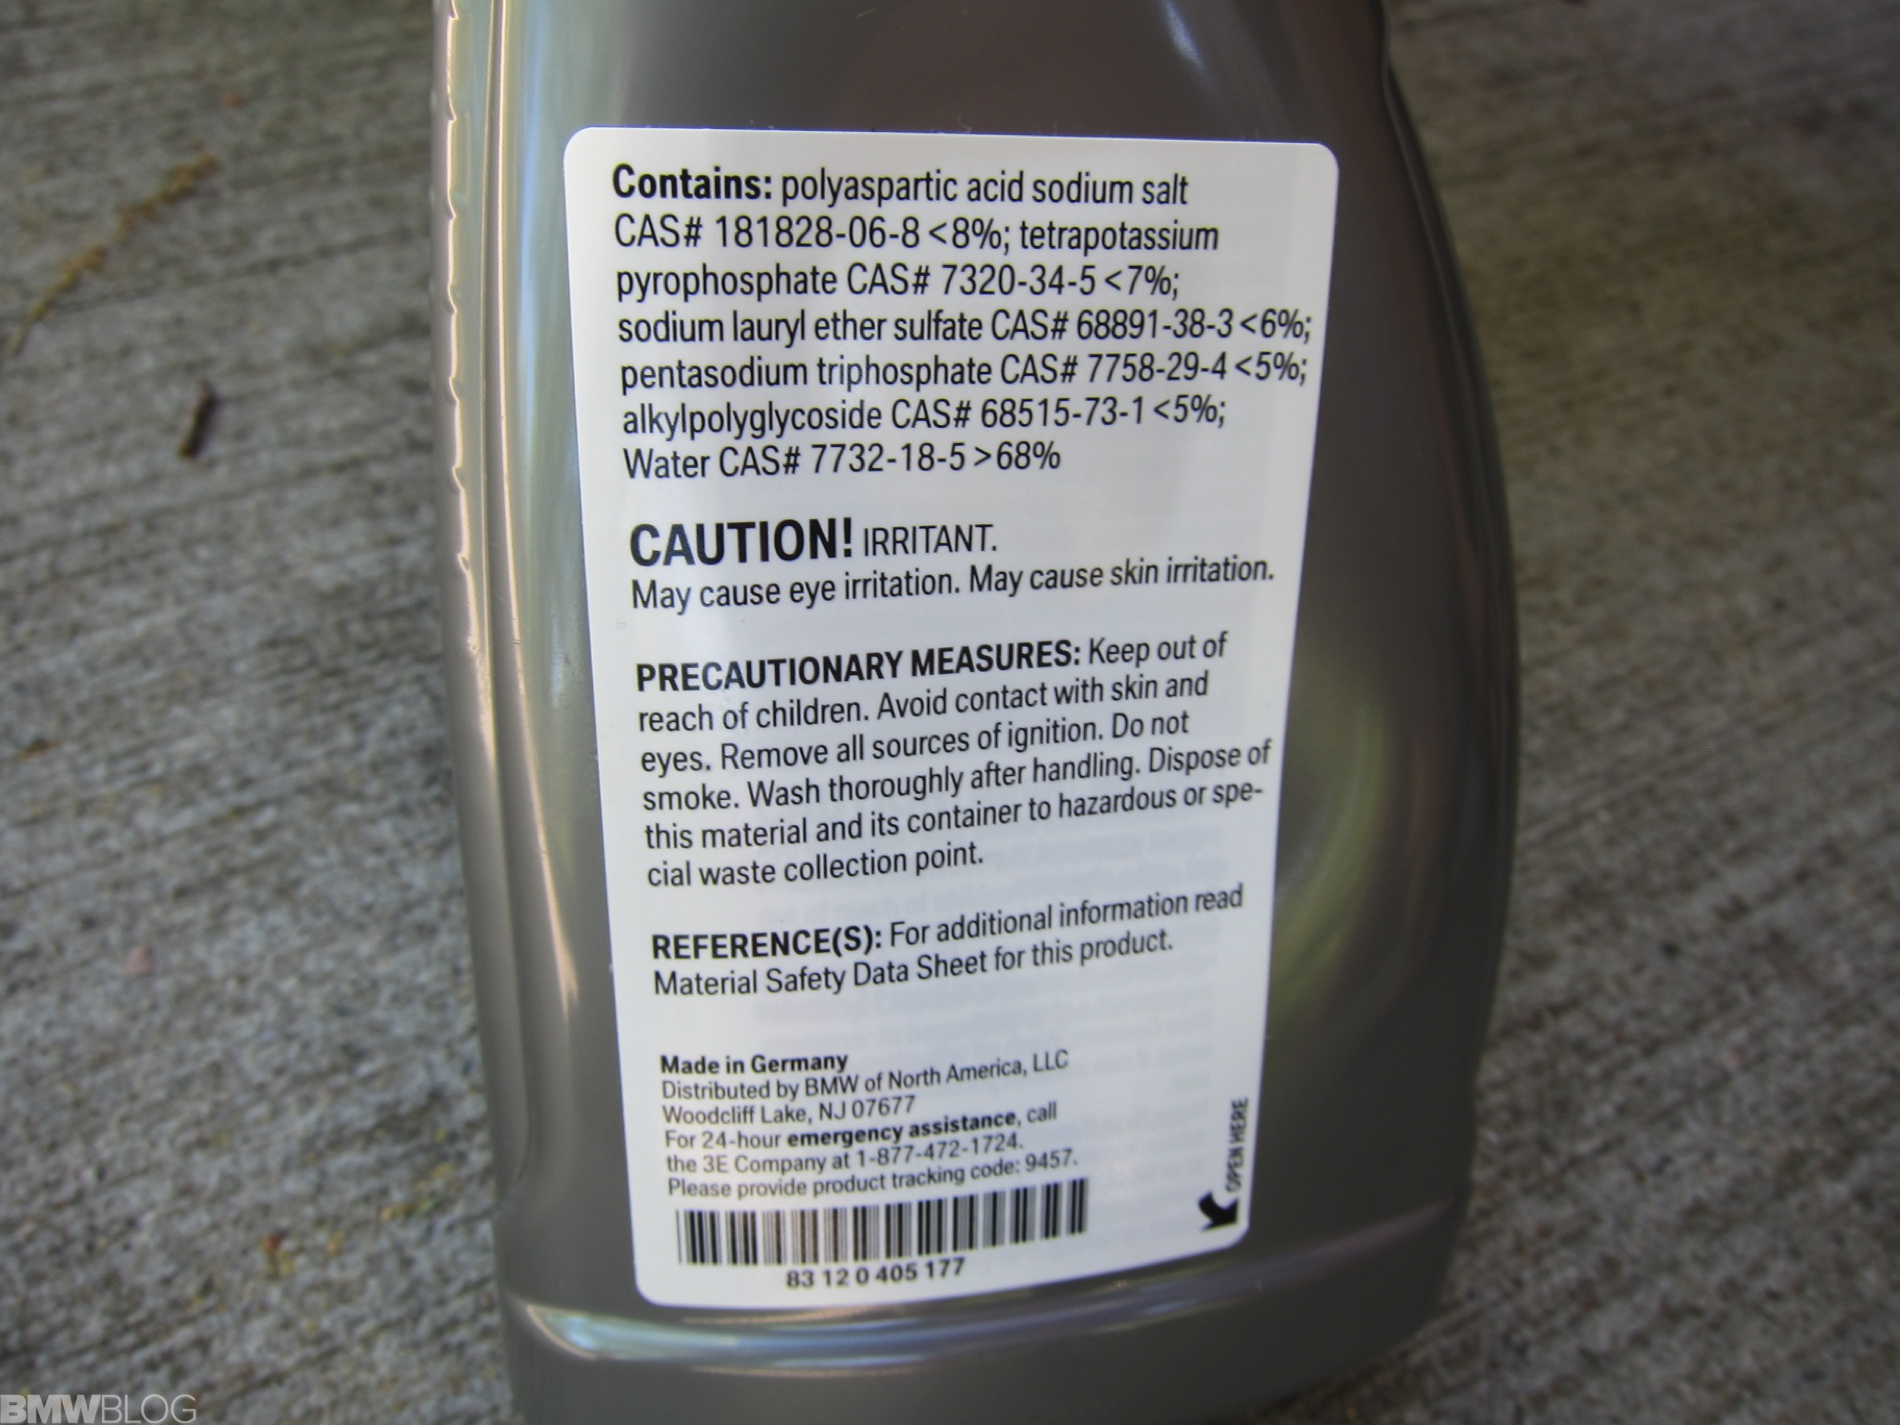 Contains: polyaspartic acid sodium salt
CAS# 181828-06-8 <8%; tetrapotassium
pyrophosphate CAS# 7320-34-5 <7%;
sodium lauryl ether sulfate CAS# 68891-38-3 <6%;
pentasodium triphosphate CAS# 7758-29-4 <5%;
alkylpolyglycoside CAS# 68515-73-1 <5%;
Water CAS# 7732-18-5 >68%
CAUTION! IRRITANT.
May cause eye irritation. May cause skin irritation.
PRECAUTIONARY MEASURES: Keep out of
reach of children. Avoid contact with skin and
eyes. Remove all sources of ignition. Do not
smoke. Wash thoroughly after handling. Dispose of
this material and its container to hazardous or spe-
cial waste collection point.
REFERENCE(S): For additional information read
Material Safety Data Sheet for this product.
Made in Germany
Distributed by BMW of North America, LLC
Woodcliff Lake, NJ 07677
For 24-hour emergency assistance, call
the 3E Company at 1-877-472-1724.
Please provide product tracking code: 9457.
OPEN HERE
83 12 0 405 177
BMWBLOG